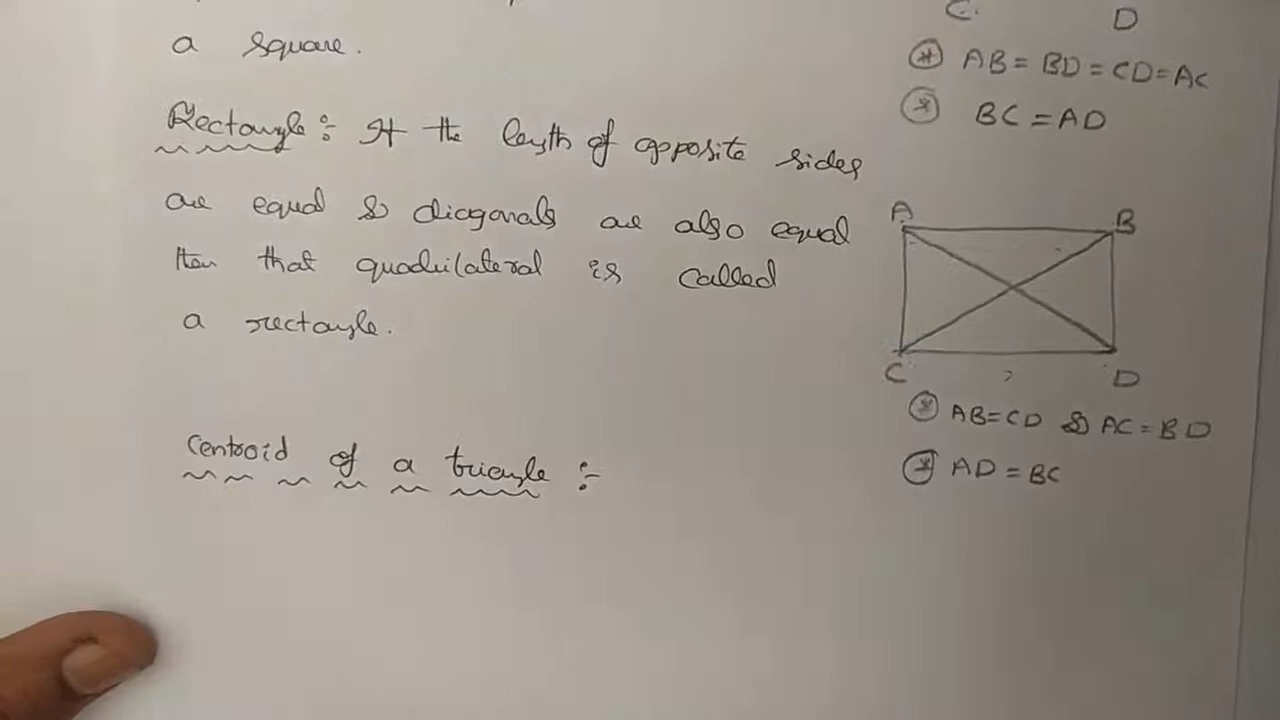 a square.
Rectangle :- If the length of opposite sides
are equal & diagonals are also equal
then that quadrilateral is called
a rectangle.
Centroid of a triangle :-
C D
* AB = BD = CD = AC
* BC = AD
A B
C D
* AB = CD & AC = BD
* AD = BC